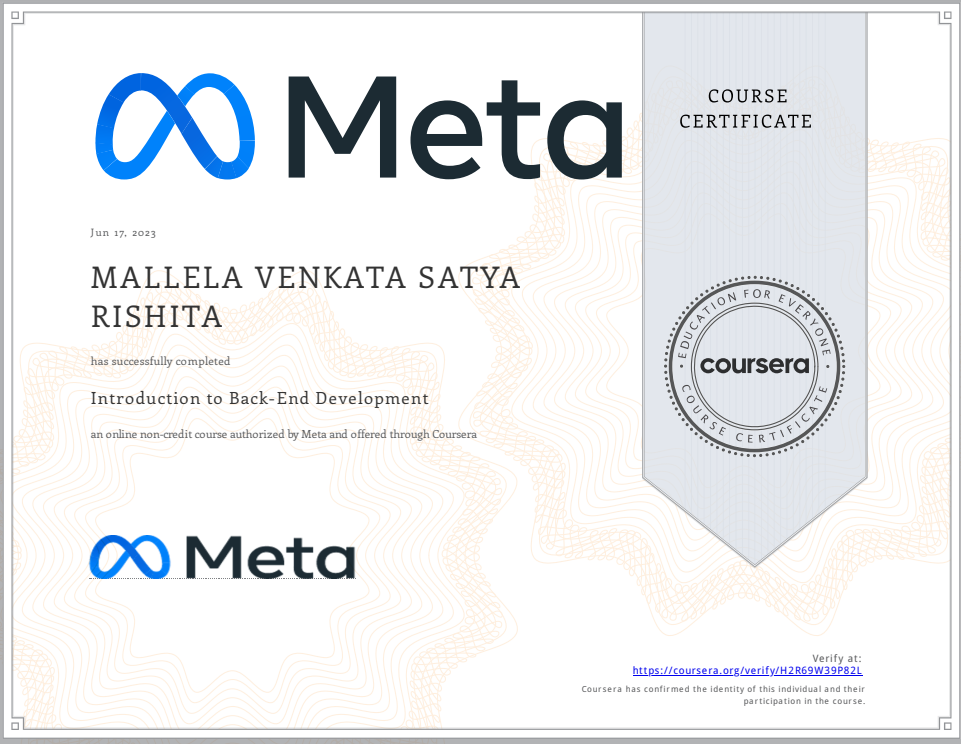 Meta
COURSE
CERTIFICATE
Jun 17, 2023
MALLELA VENKATA SATYA
RISHITA
has successfully completed
Introduction to Back-End Development
an online non-credit course authorized by Meta and offered through Coursera
EDUCATION FOR EVERYONE
coursera
COURSE CERTIFICATE
Meta
Verify at:
https://coursera.org/verify/H2R69W39P82L
Coursera has confirmed the identity of this individual and their
participation in the course.